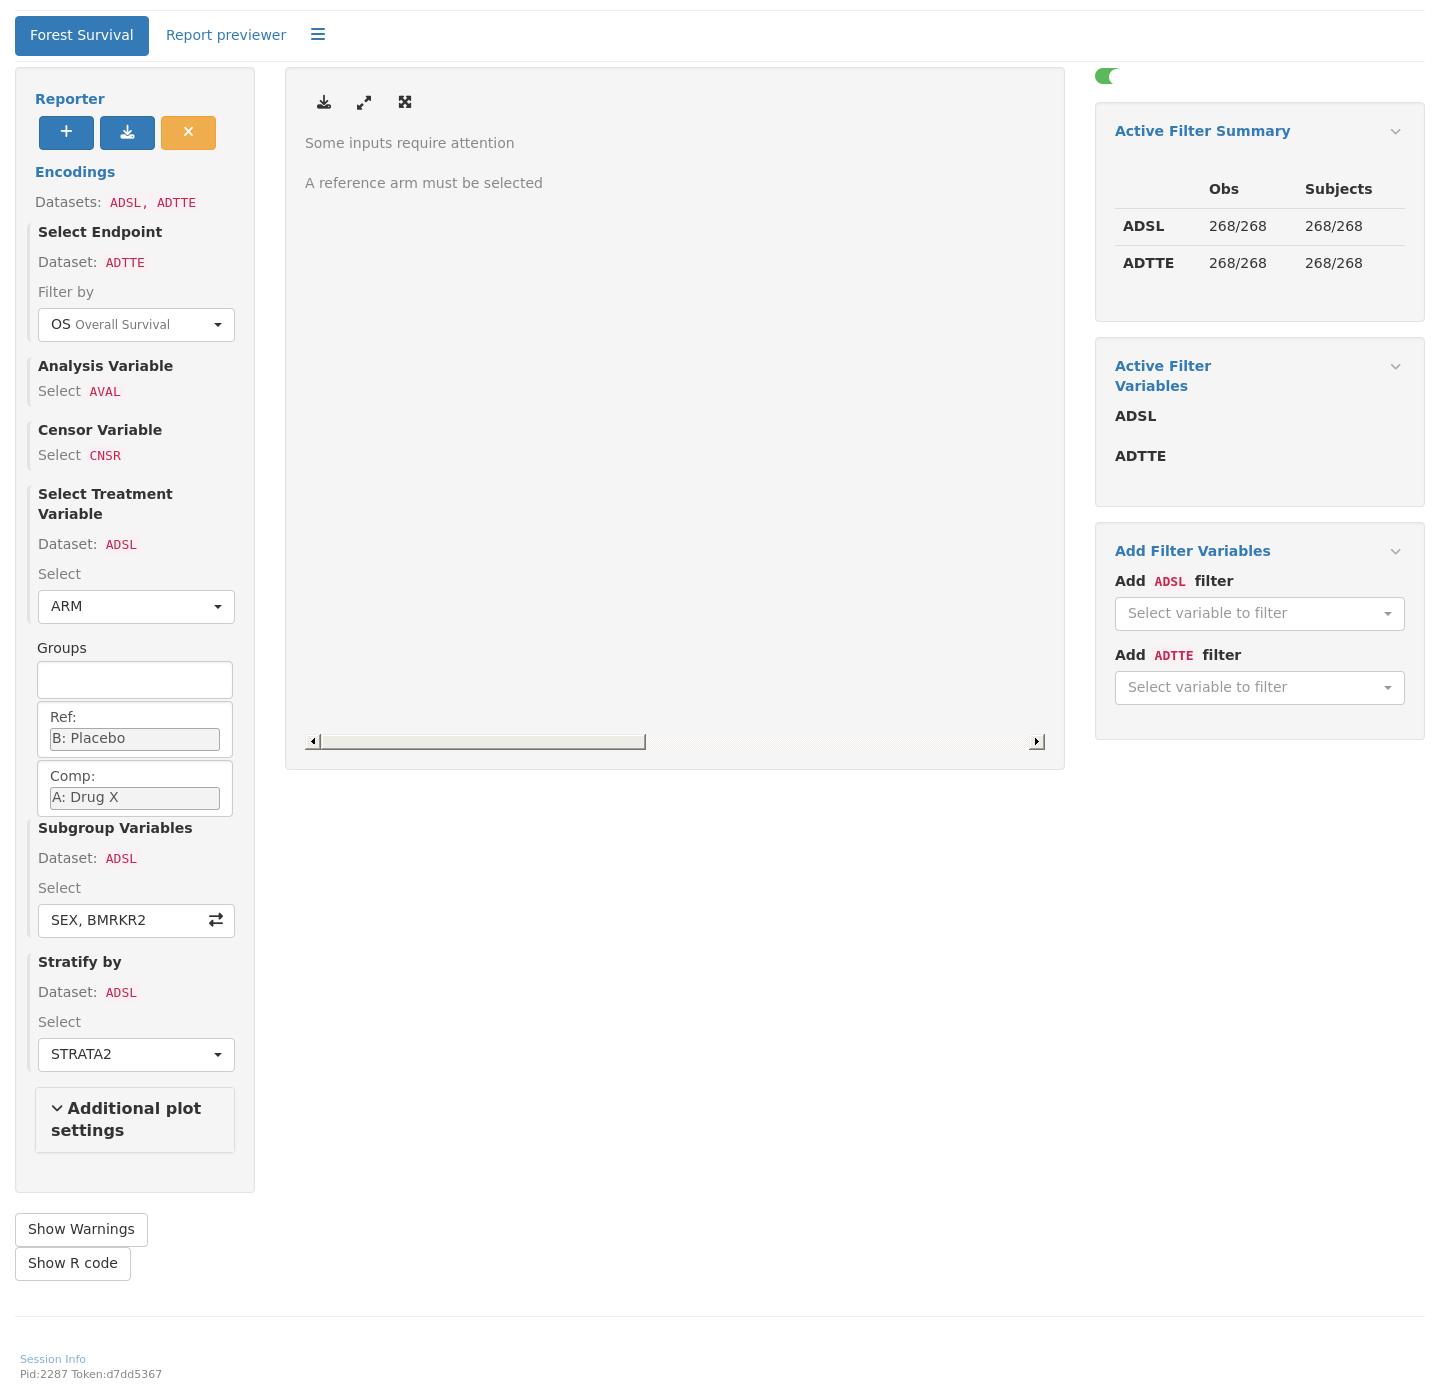 Forest Survival
Report previewer
Reporter
Encodings
Datasets: ADSL, ADTTE
Select Endpoint
Dataset: ADTTE
Filter by
OS Overall Survival
Analysis Variable
Select AVAL
Censor Variable
Select CNSR
Select Treatment
Variable
Dataset: ADSL
Select
ARM
Groups
Ref:
B: Placebo
Comp:
A: Drug X
Subgroup Variables
Dataset: ADSL
Select
SEX, BMRKR2
Stratify by
Dataset: ADSL
Select
STRATA2
Additional plot
settings
Show Warnings
Show R code
Some inputs require attention
A reference arm must be selected
Active Filter Summary
Obs Subjects
ADSL 268/268 268/268
ADTTE 268/268 268/268
Active Filter
Variables
ADSL
ADTTE
Add Filter Variables
Add ADSL filter
Select variable to filter
Add ADTTE filter
Select variable to filter
Session Info
Pid:2287 Token:d7dd5367